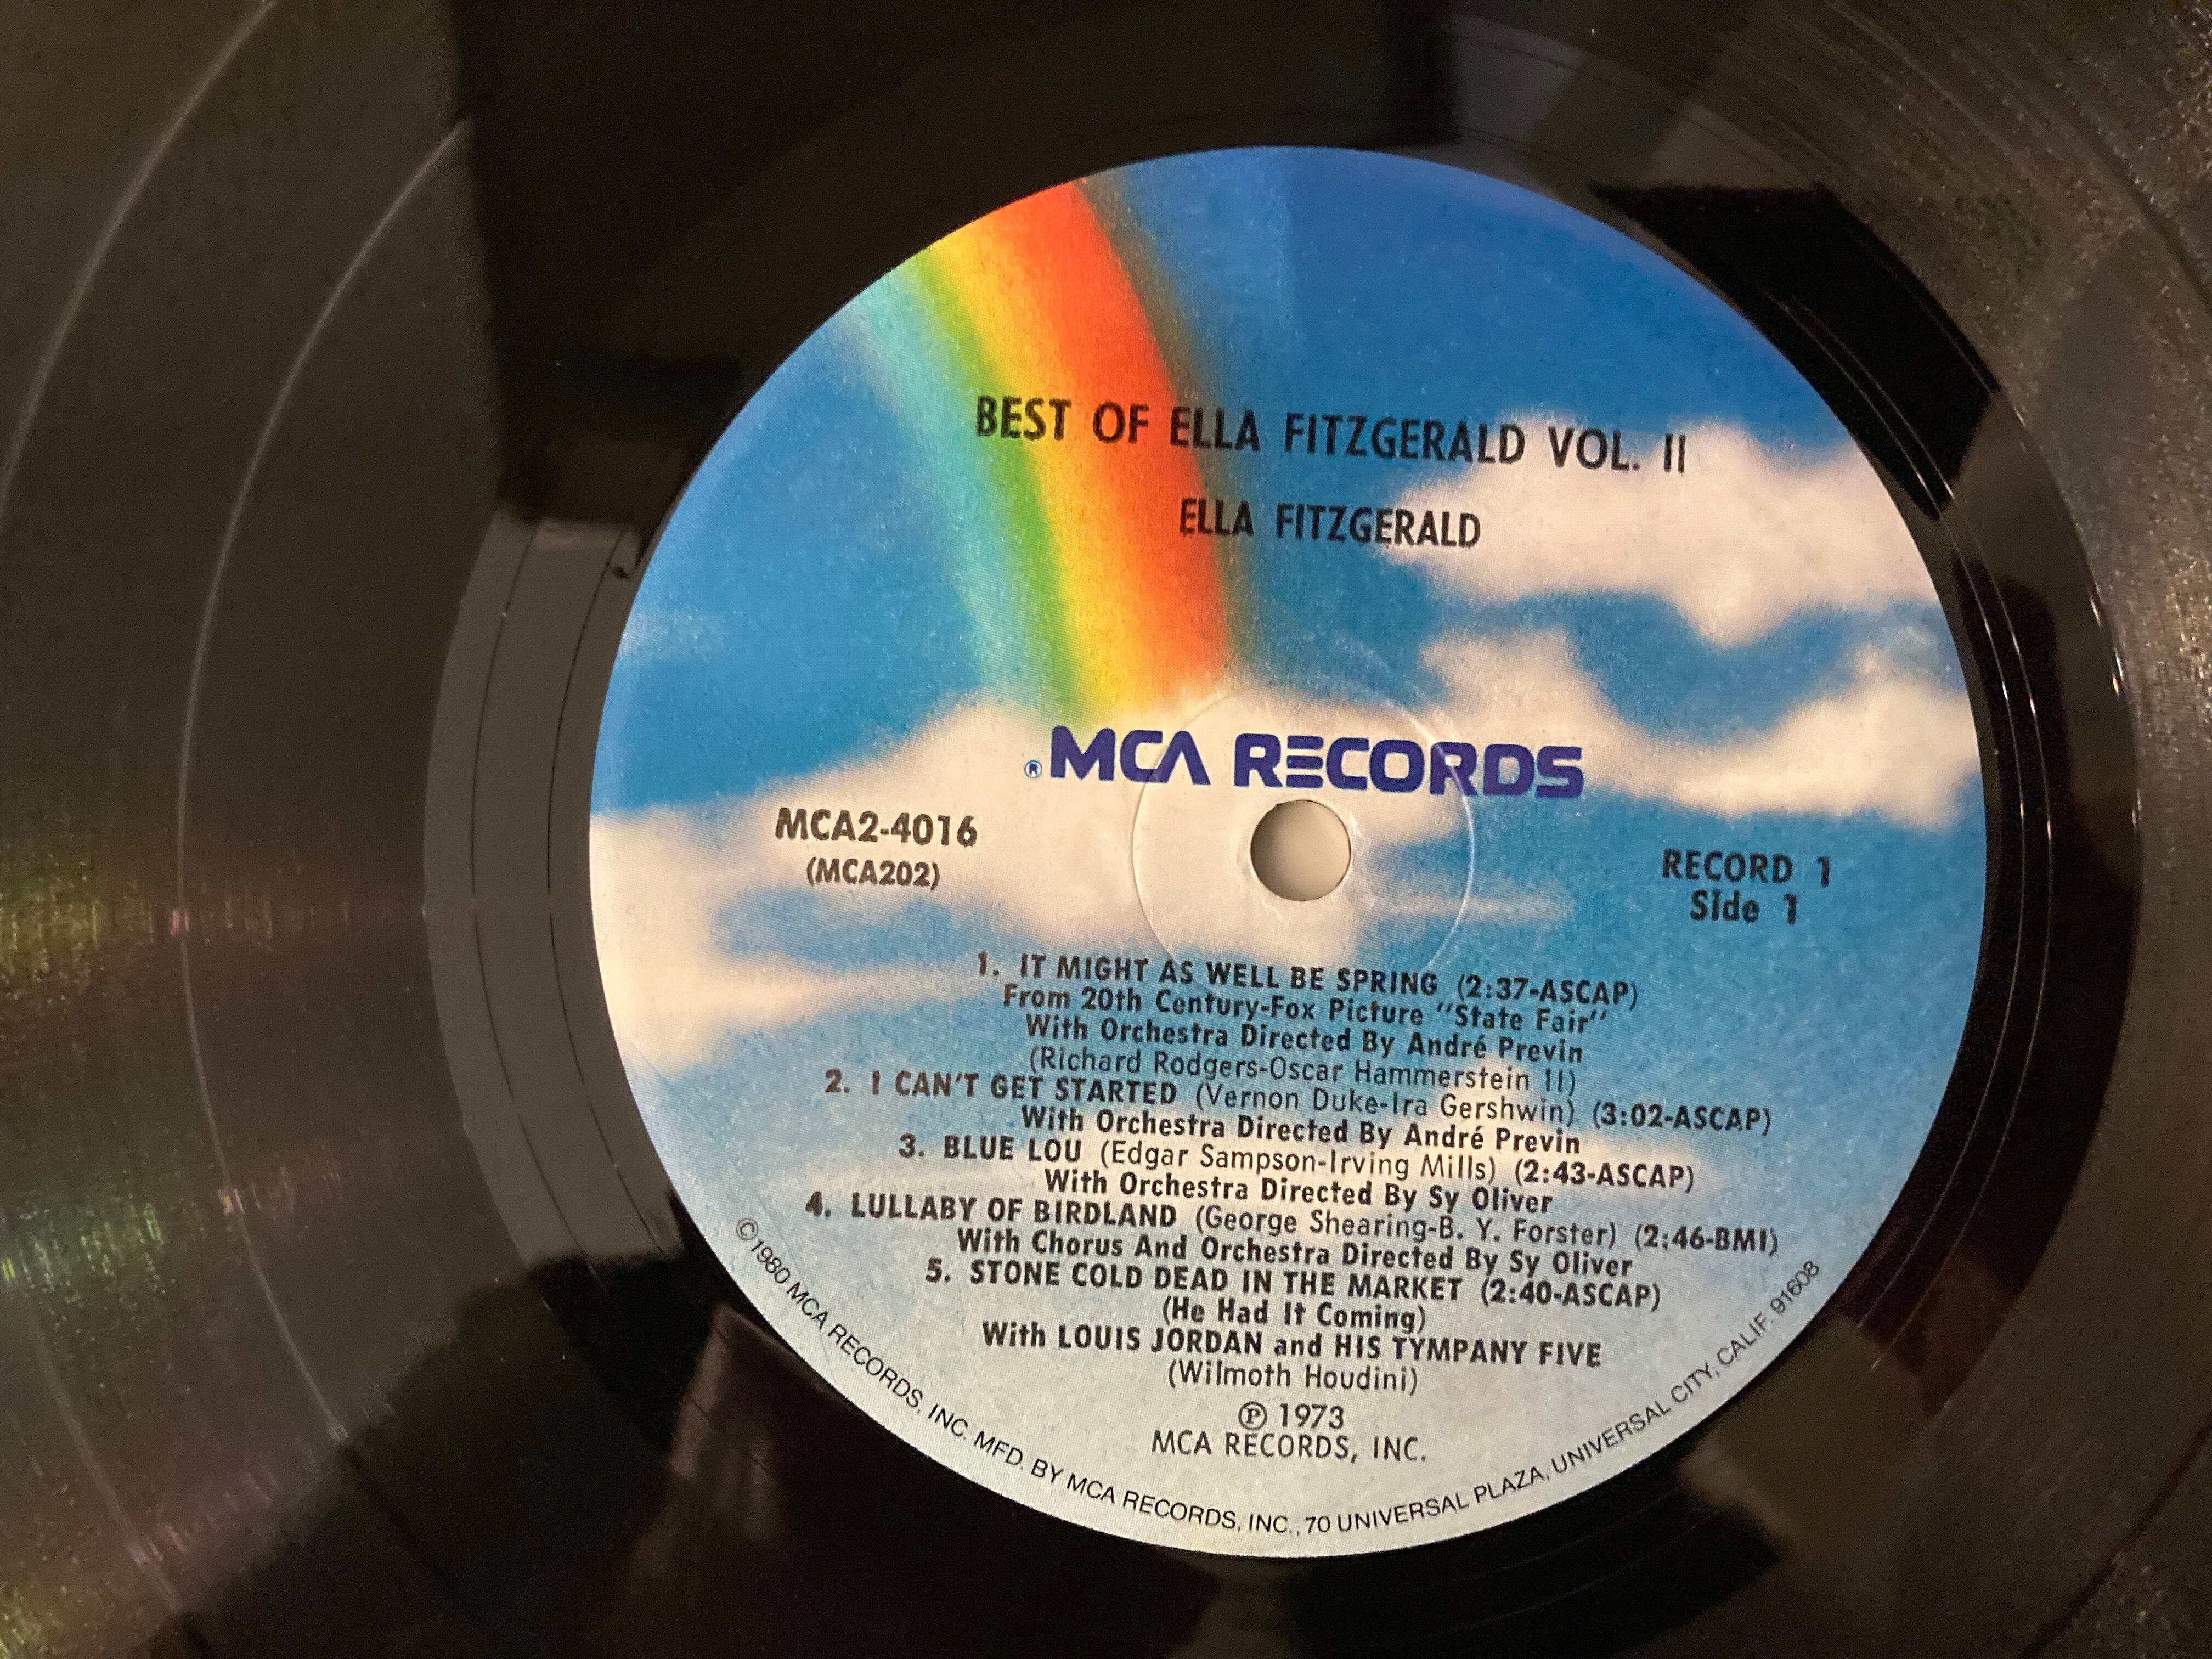 BEST OF ELLA FITZGERALD VOL. II
ELLA FITZGERALD
®MCA RECORDS
MCA2-4016
(MCA202)
RECORD 1
Side 1
1. IT MIGHT AS WELL BE SPRING (2:37-ASCAP)
From 20th Century-Fox Picture "State Fair"
With Orchestra Directed By André Previn
(Richard Rodgers-Oscar Hammerstein II)
2. I CAN'T GET STARTED (Vernon Duke-Ira Gershwin) (3:02-ASCAP)
With Orchestra Directed By André Previn
3. BLUE LOU (Edgar Sampson-Irving Mills) (2:43-ASCAP)
With Orchestra Directed By Sy Oliver
4. LULLABY OF BIRDLAND (George Shearing-B. Y. Forster) (2:46-BMI)
With Chorus And Orchestra Directed By Sy Oliver
5. STONE COLD DEAD IN THE MARKET (2:40-ASCAP)
(He Had It Coming)
With LOUIS JORDAN and HIS TYMPANY FIVE
(Wilmoth Houdini)
℗ 1973
MCA RECORDS, INC.
©1980 MCA RECORDS, INC. MFD. BY MCA RECORDS, INC., 70 UNIVERSAL PLAZA, UNIVERSAL CITY, CALIF. 91608